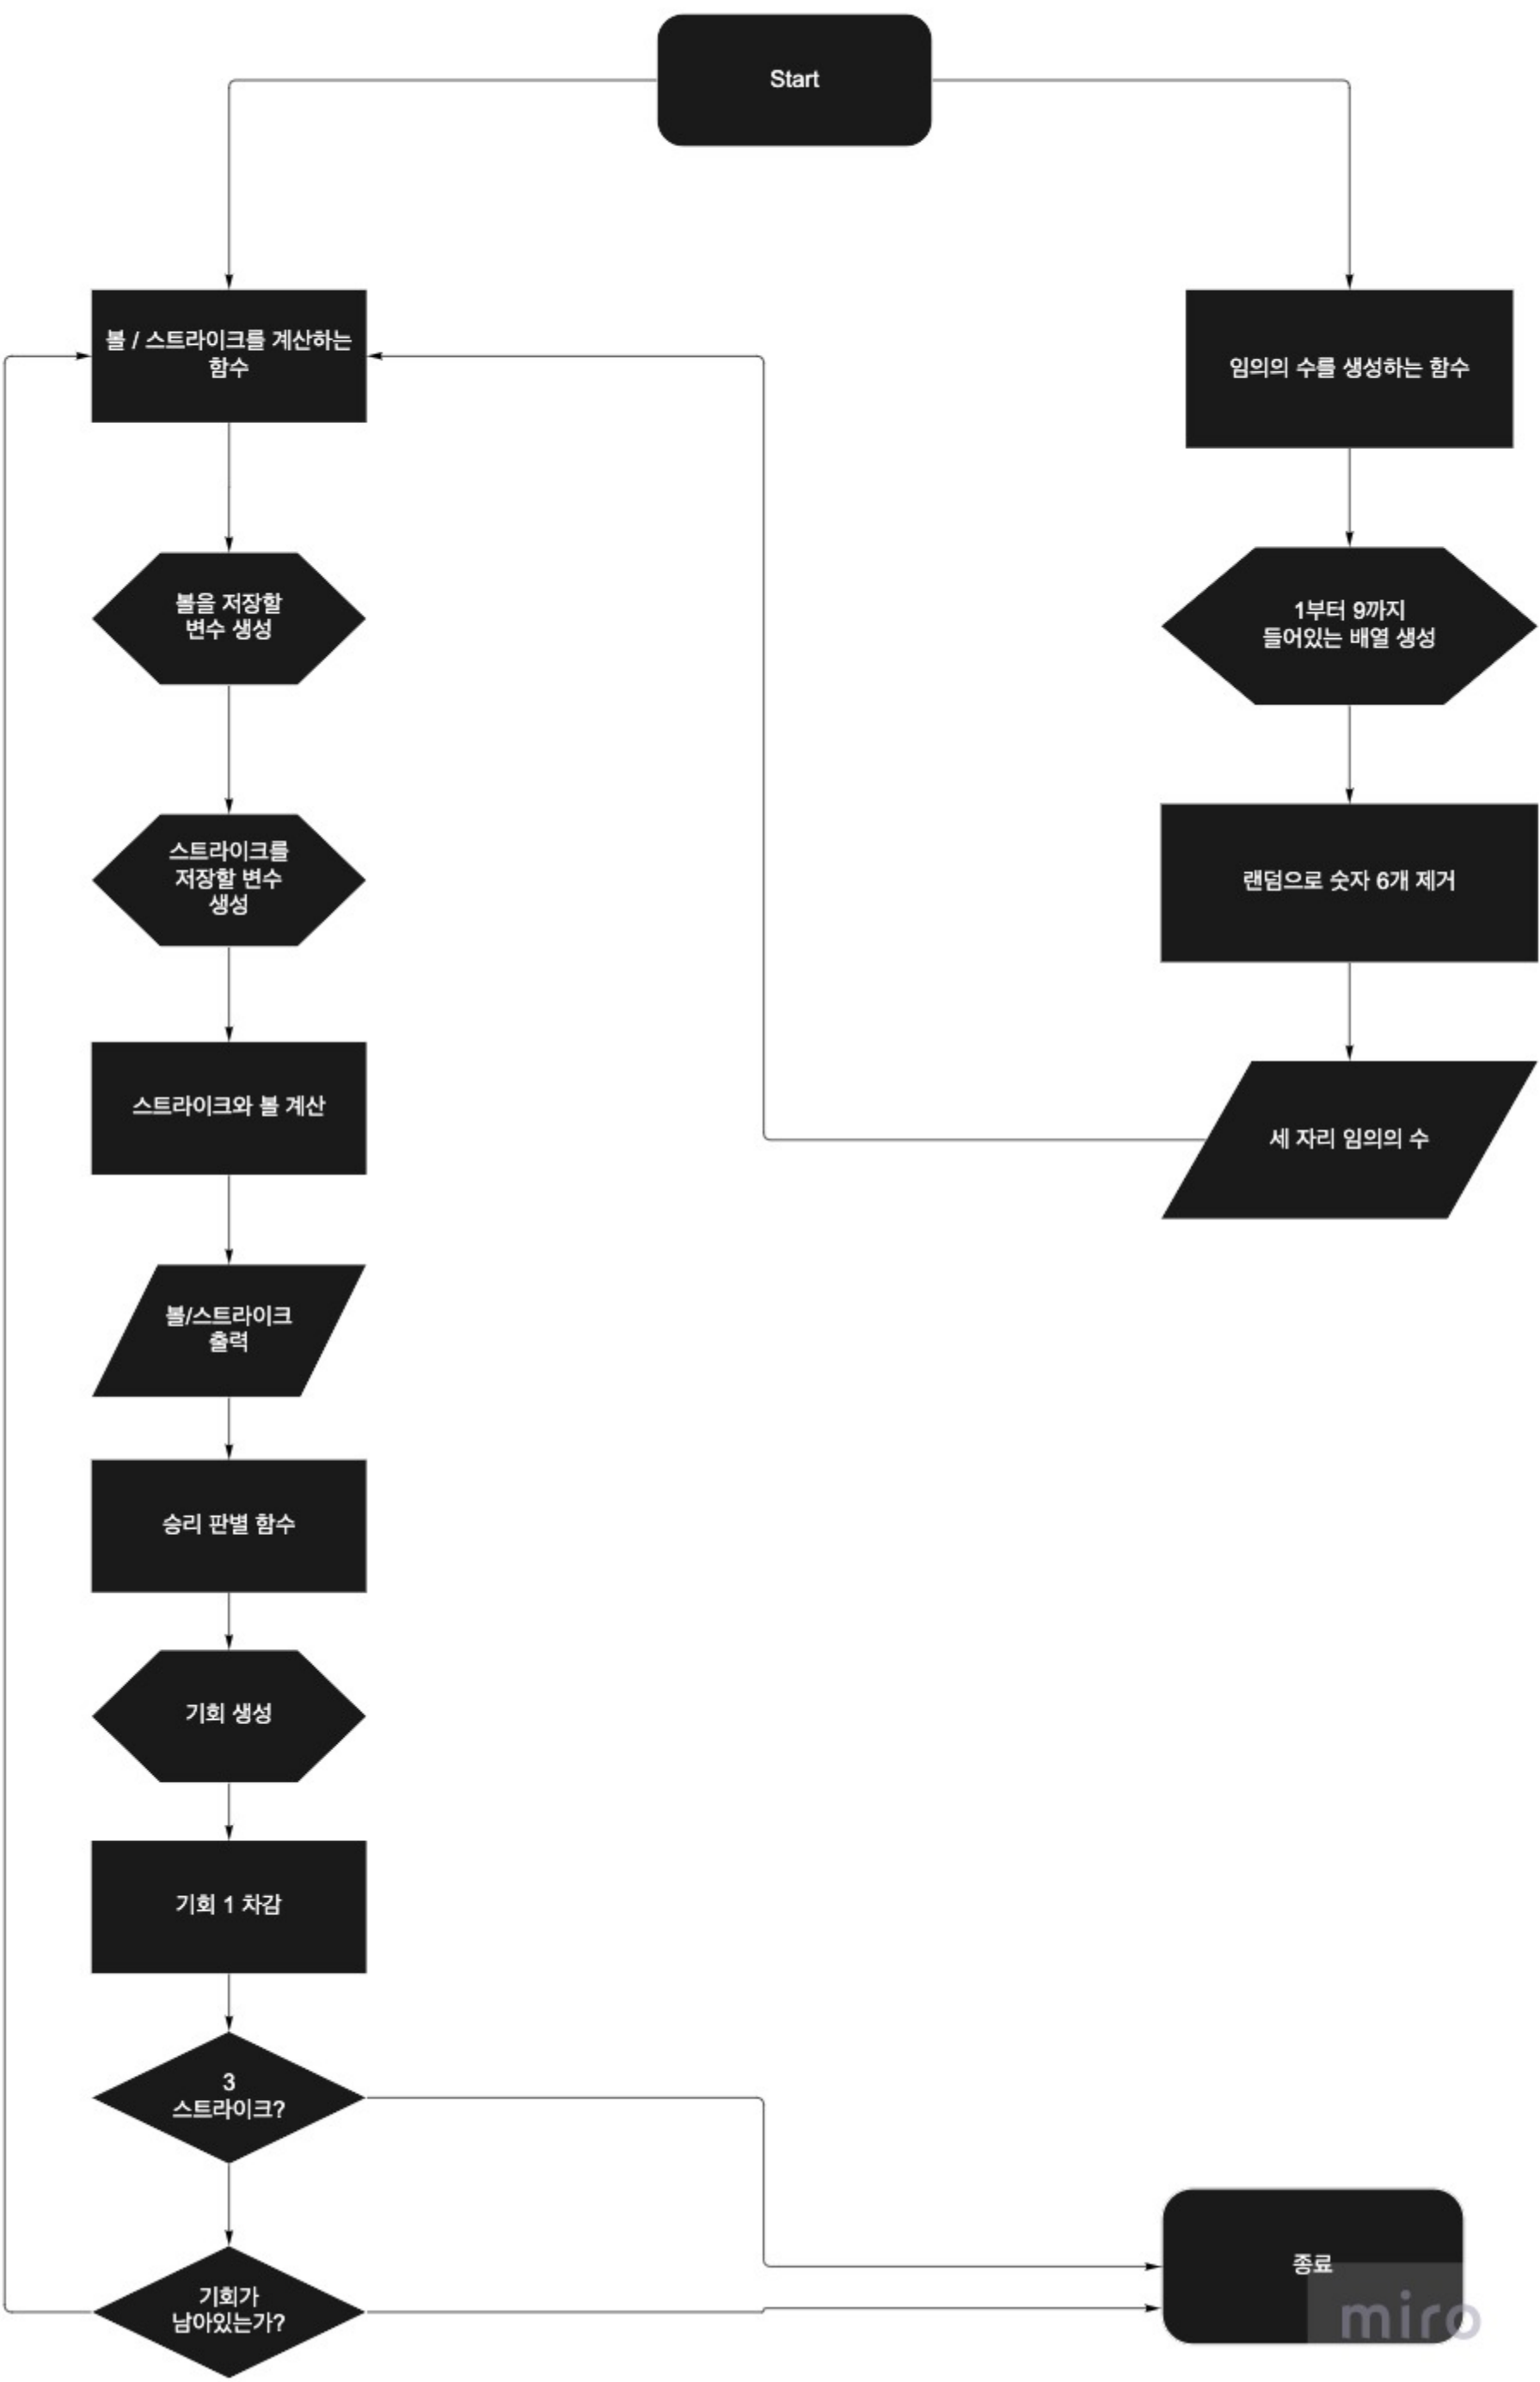 Start
볼 / 스트라이크를 계산하는
함수
임의의 수를 생성하는 함수
볼을 저장할
변수 생성
1부터 9까지
들어있는 배열 생성
스트라이크를
저장할 변수
생성
랜덤으로 숫자 6개 제거
스트라이크와 볼 계산
세 자리 임의의 수
볼/스트라이크
출력
승리 판별 함수
기회 생성
기회 1 차감
3
스트라이크?
종료
기회가
남아있는가?
miro